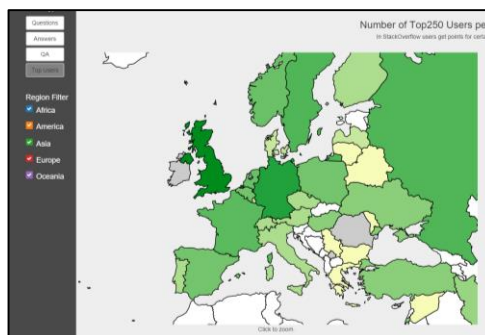 Questions
Answers
QA
Top Users
Region Filter
Africa
America
Asia
Europe
Oceania
Number of Top250 Users pe
In StackOverflow users get points for certa
Click to zoom